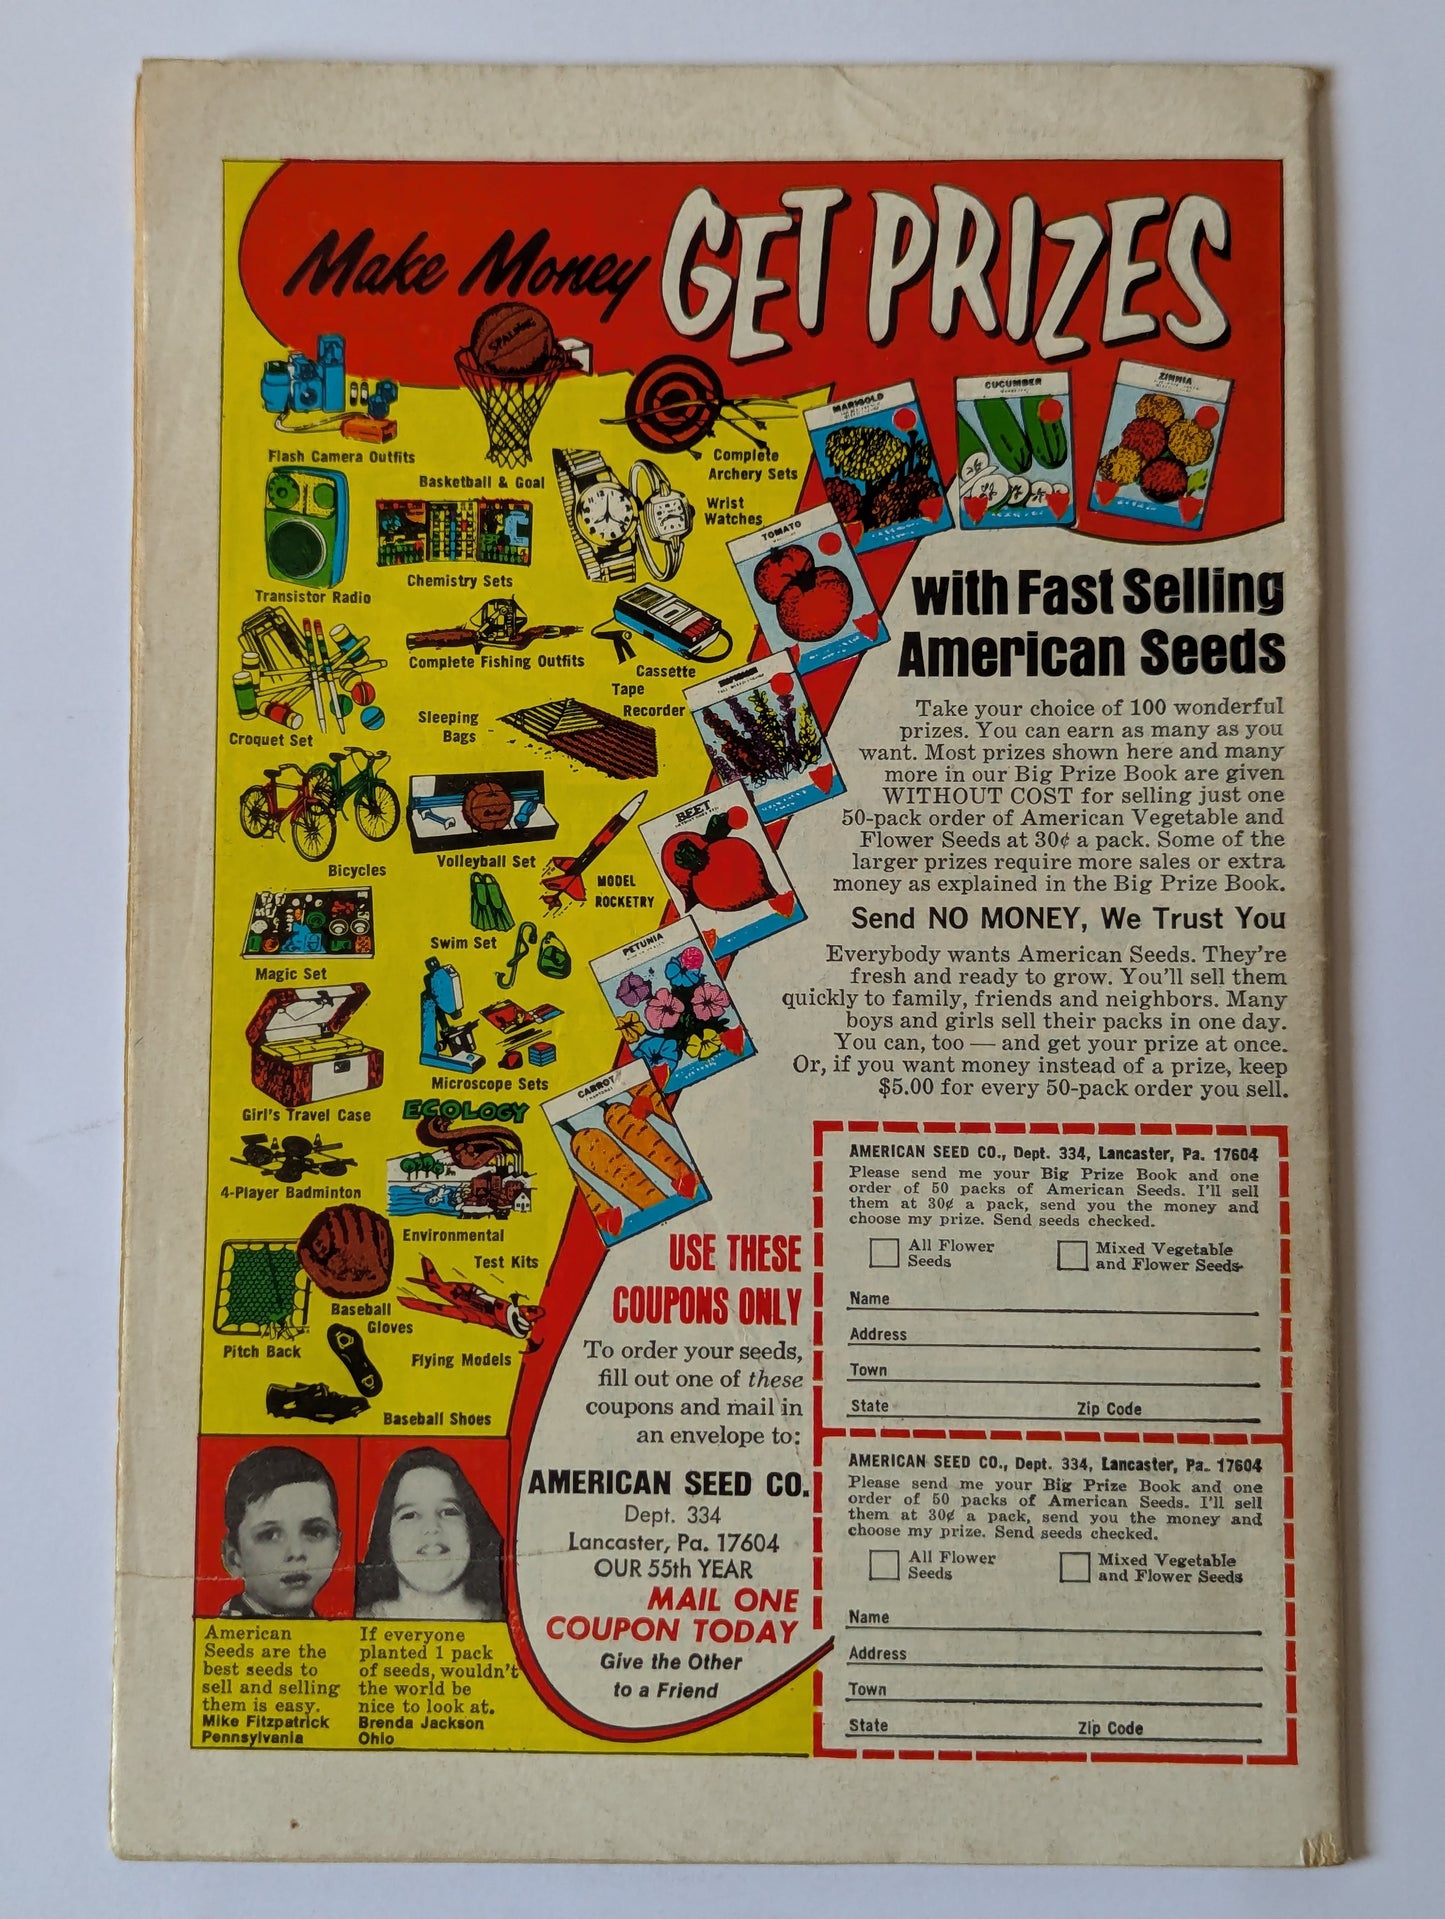 Make Money GET PRIZES
SPALDING
Flash Camera Outfits
Basketball & Goal
Complete
Archery Sets
Wrist
Watches
Transistor Radio
Chemistry Sets
Complete Fishing Outfits
Cassette
Tape
Recorder
Croquet Set
Sleeping
Bags
Bicycles
Volleyball Set
MODEL
ROCKETRY
Magic Set
Swim Set
Girl's Travel Case
Microscope Sets
ECOLOGY
4-Player Badminton
Environmental
Test Kits
Pitch Back
Baseball
Gloves
Flying Models
Baseball Shoes
MARIGOLD
CUCUMBER
ZINNIA
TOMATO
BEET
PETUNIA
CARROT
with Fast Selling
American Seeds
Take your choice of 100 wonderful
prizes. You can earn as many as you
want. Most prizes shown here and many
more in our Big Prize Book are given
WITHOUT COST for selling just one
50-pack order of American Vegetable and
Flower Seeds at 30¢ a pack. Some of the
larger prizes require more sales or extra
money as explained in the Big Prize Book.
Send NO MONEY, We Trust You
Everybody wants American Seeds. They're
fresh and ready to grow. You'll sell them
quickly to family, friends and neighbors. Many
boys and girls sell their packs in one day.
You can, too — and get your prize at once.
Or, if you want money instead of a prize, keep
$5.00 for every 50-pack order you sell.
USE THESE
COUPONS ONLY
To order your seeds,
fill out one of these
coupons and mail in
an envelope to:
AMERICAN SEED CO.
Dept. 334
Lancaster, Pa. 17604
OUR 55th YEAR
MAIL ONE
COUPON TODAY
Give the Other
to a Friend
AMERICAN SEED CO., Dept. 334, Lancaster, Pa. 17604
Please send me your Big Prize Book and one
order of 50 packs of American Seeds. I'll sell
them at 30¢ a pack, send you the money and
choose my prize. Send seeds checked.
All Flower
Seeds
Mixed Vegetable
and Flower Seeds
Name
Address
Town
State Zip Code
AMERICAN SEED CO., Dept. 334, Lancaster, Pa. 17604
Please send me your Big Prize Book and one
order of 50 packs of American Seeds. I'll sell
them at 30¢ a pack, send you the money and
choose my prize. Send seeds checked.
All Flower
Seeds
Mixed Vegetable
and Flower Seeds
Name
Address
Town
State Zip Code
American
Seeds are the
best seeds to
sell and selling
them is easy.
Mike Fitzpatrick
Pennsylvania
If everyone
planted 1 pack
of seeds, wouldn't
the world be
nice to look at.
Brenda Jackson
Ohio